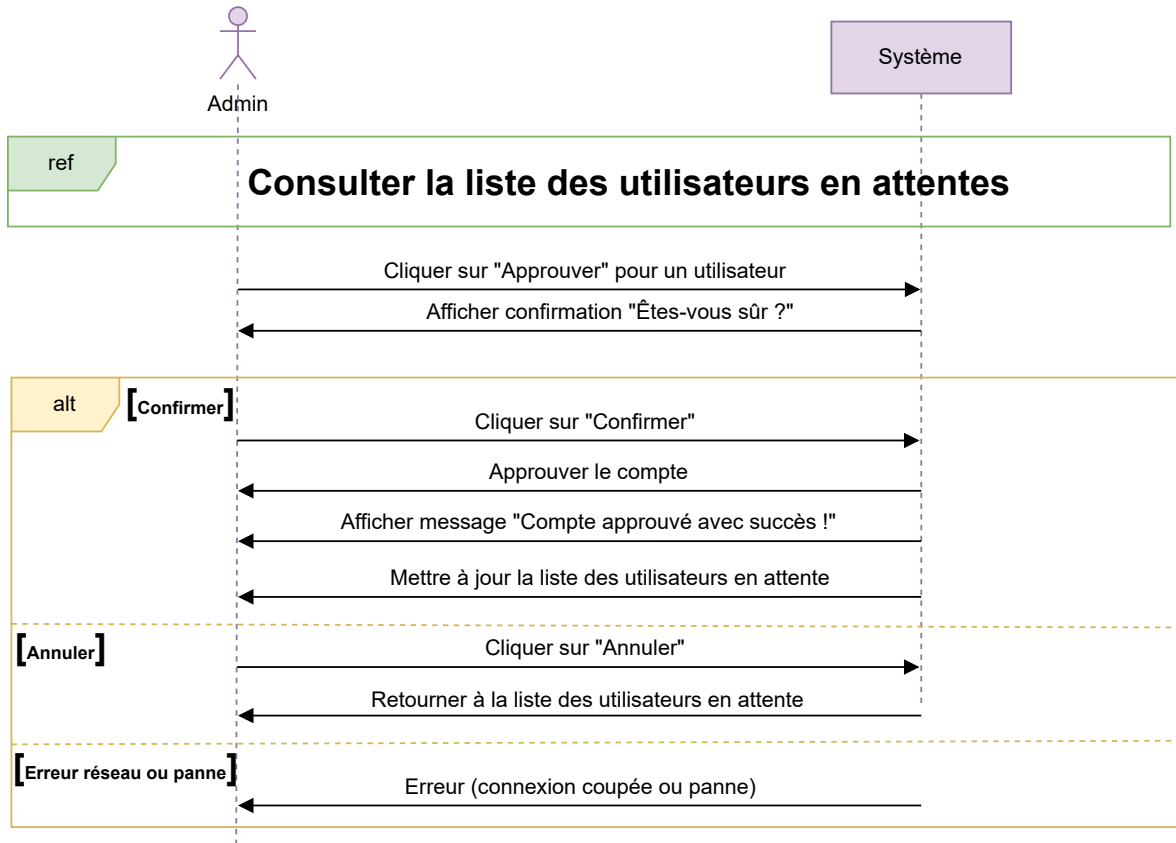 Système
Admin
ref
Consulter la liste des utilisateurs en attentes
Cliquer sur "Approuver" pour un utilisateur
Afficher confirmation "Êtes-vous sûr ?"
alt
[Confirmer]
Cliquer sur "Confirmer"
Approuver le compte
Afficher message "Compte approuvé avec succès !"
Mettre à jour la liste des utilisateurs en attente
[Annuler]
Cliquer sur "Annuler"
Retourner à la liste des utilisateurs en attente
[Erreur réseau ou panne]
Erreur (connexion coupée ou panne)